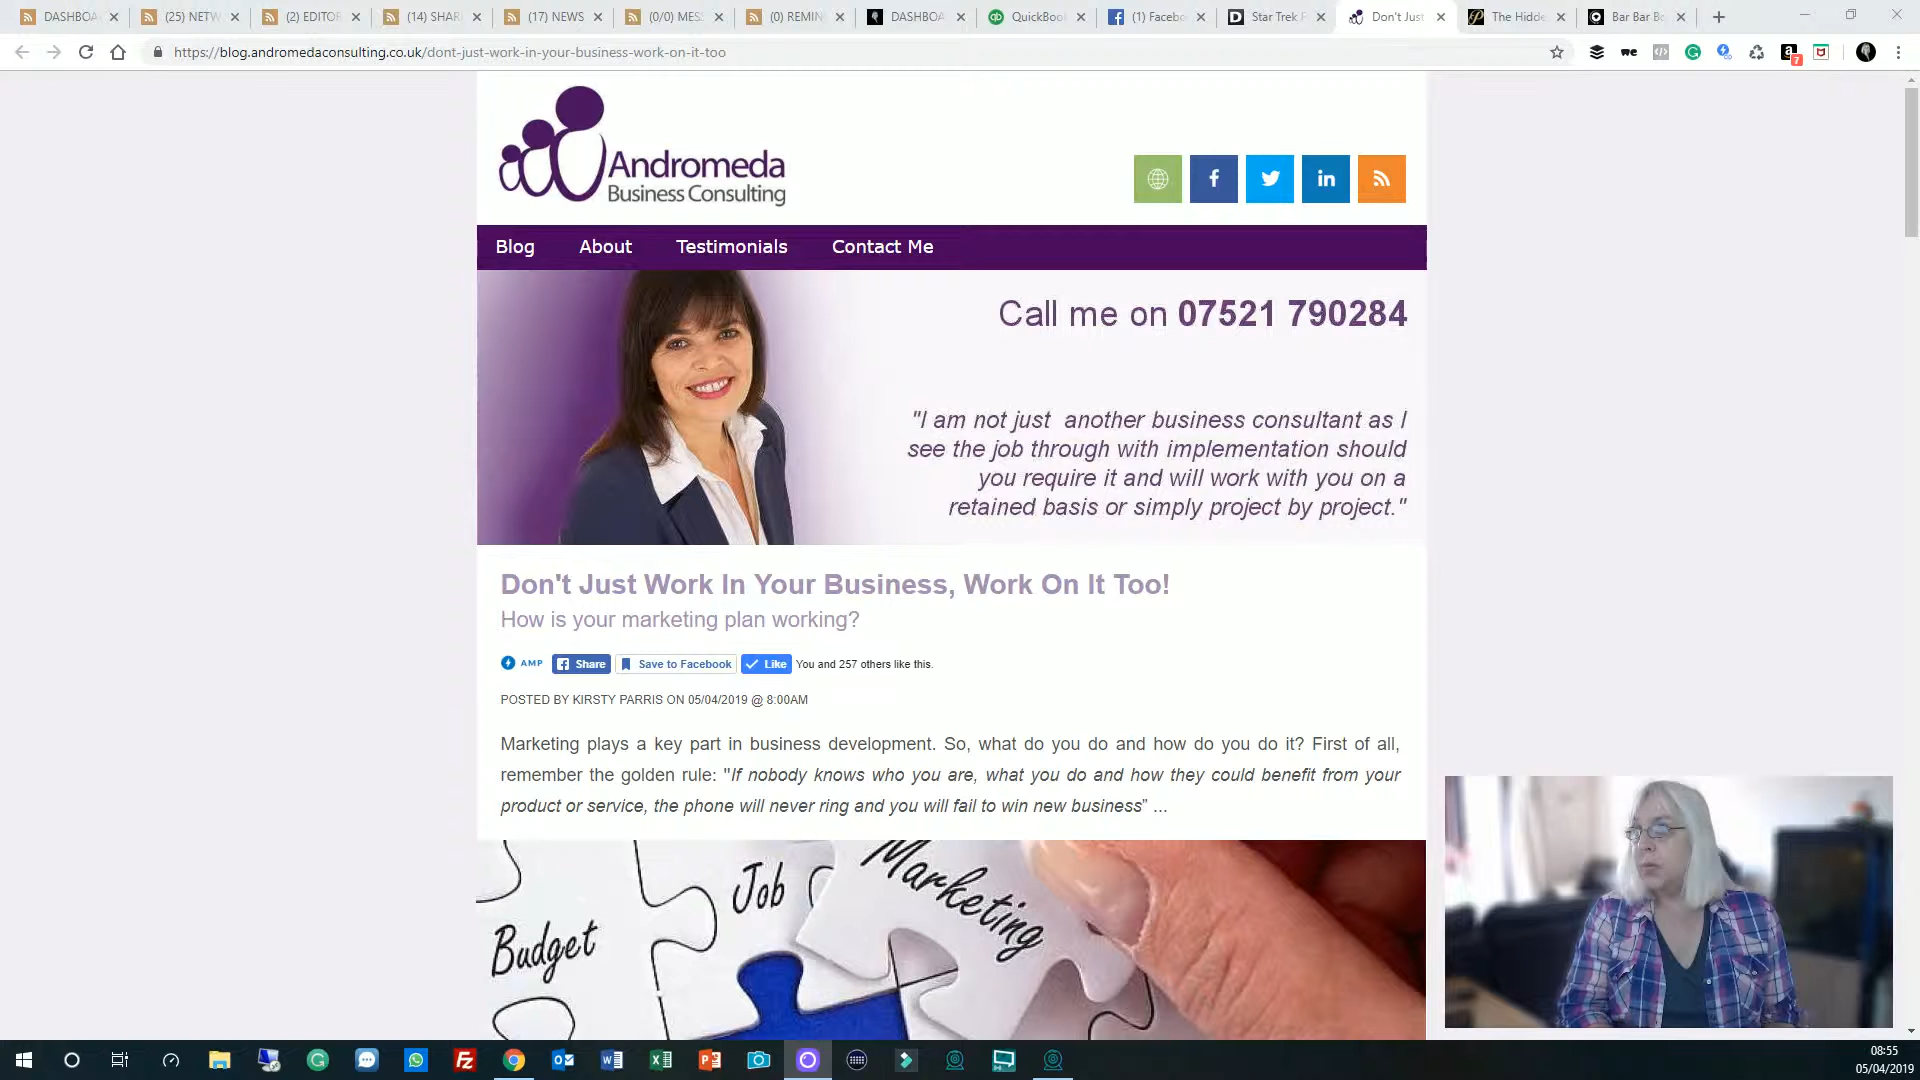 DASHBOA
(25) NETW
(2) EDITOR
(14) SHAR
(17) NEWS
(0/0) MES
(0) REMIN
DASHBOA
QuickBoo
(1) Facebo
Star Trek
Don't Just
The Hidde
Bar Bar B
https://blog.andromedaconsulting.co.uk/dont-just-work-in-your-business-work-on-it-too
7
Andromeda
Business Consulting
Blog
About
Testimonials
Contact Me
Call me on 07521 790284
"I am not just another business consultant as I
see the job through with implementation should
you require it and will work with you on a
retained basis or simply project by project."
Don't Just Work In Your Business, Work On It Too!
How is your marketing plan working?
AMP
Share
Save to Facebook
Like
You and 257 others like this.
POSTED BY KIRSTY PARRIS ON 05/04/2019 @ 8:00AM
Marketing plays a key part in business development. So, what do you do and how do you do it? First of all,
remember the golden rule: "If nobody knows who you are, what you do and how they could benefit from your
product or service, the phone will never ring and you will fail to win new business" ...
Marketing
Job
Budget
08:55
05/04/2019